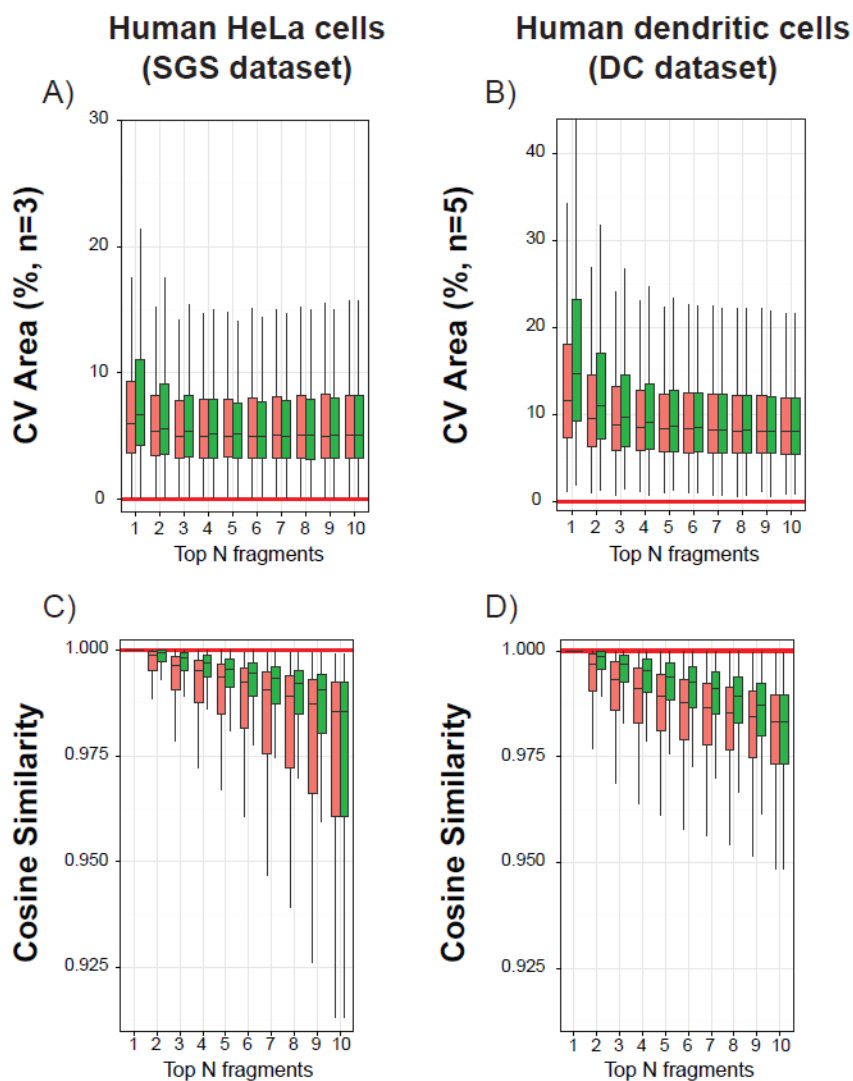 Human HeLa cells
(SGS dataset)
Human dendritic cells
(DC dataset)
A)
CV Area (%, n=3)
30
20
10
0
1 2 3 4 5 6 7 8 9 10
Top N fragments
B)
CV Area (%, n=5)
40
30
20
10
0
1 2 3 4 5 6 7 8 9 10
Top N fragments
C)
Cosine Similarity
1.000
0.975
0.950
0.925
1 2 3 4 5 6 7 8 9 10
Top N fragments
D)
Cosine Similarity
1.000
0.975
0.950
0.925
1 2 3 4 5 6 7 8 9 10
Top N fragments